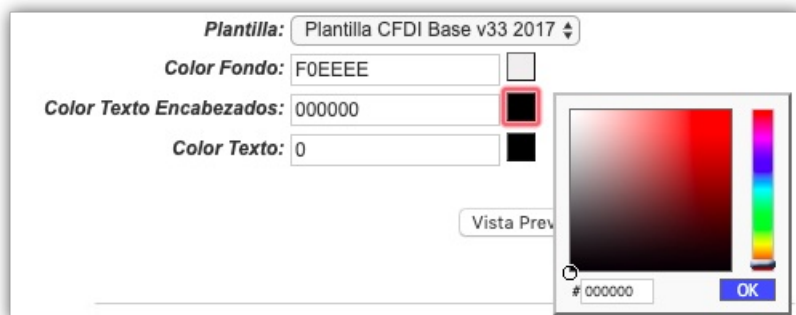 Plantilla: Plantilla CFDI Base v33 2017
Color Fondo: F0EEEE
Color Texto Encabezados: 000000
Color Texto: 0
Vista Prev
# 000000 OK